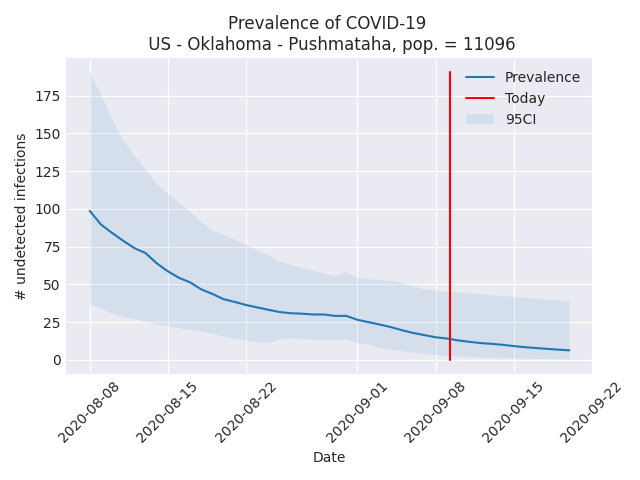 Prevalence of COVID-19
US - Oklahoma - Pushmataha, pop. = 11096
Prevalence
Today
95CI
# undetected infections
175
150
125
100
75
50
25
0
2020-08-08
2020-08-15
2020-08-22
2020-09-01
2020-09-08
2020-09-15
2020-09-22
Date